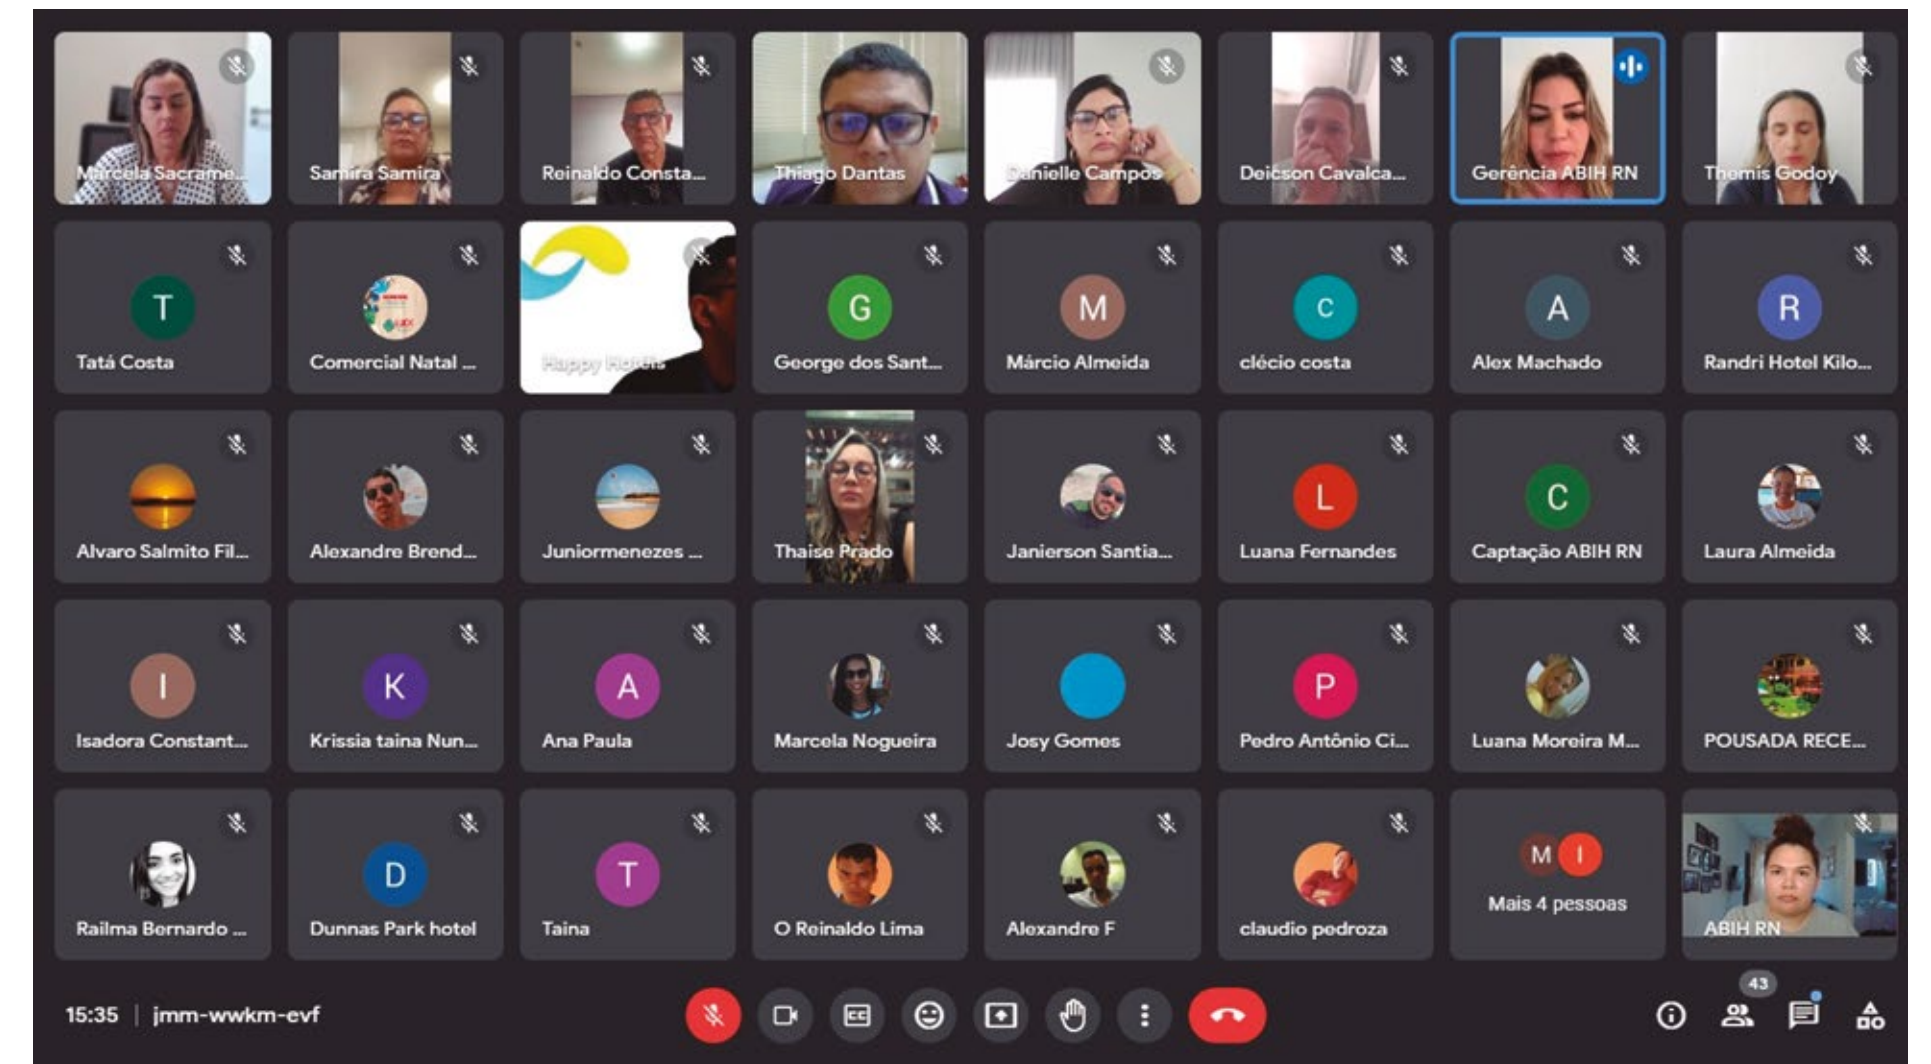 Marcela Sacrame...
Samira Samira
Reinaldo Consta...
Thiago Dantas
Danielle Campos
Deicson Cavalca...
Gerência ABIH RN
Themis Godoy
T
Tatá Costa
Comercial Natal ...
Happy Hotéis
G
George dos Sant...
M
Márcio Almeida
c
clécio costa
A
Alex Machado
R
Randri Hotel Kilo...
Alvaro Salmito Fil...
Alexandre Brend...
Juniormenezes ...
Thaise Prado
Janierson Santia...
L
Luana Fernandes
C
Captação ABIH RN
Laura Almeida
I
Isadora Constant...
K
Krissia taina Nun...
A
Ana Paula
Marcela Nogueira
Josy Gomes
P
Pedro Antônio Ci...
Luana Moreira M...
POUSADA RECE...
Railma Bernardo ...
D
Dunnas Park hotel
T
Taina
O Reinaldo Lima
Alexandre F
claudio pedroza
M I
Mais 4 pessoas
ABIH RN
15:35 | jmm-wwkm-evf
CC
43